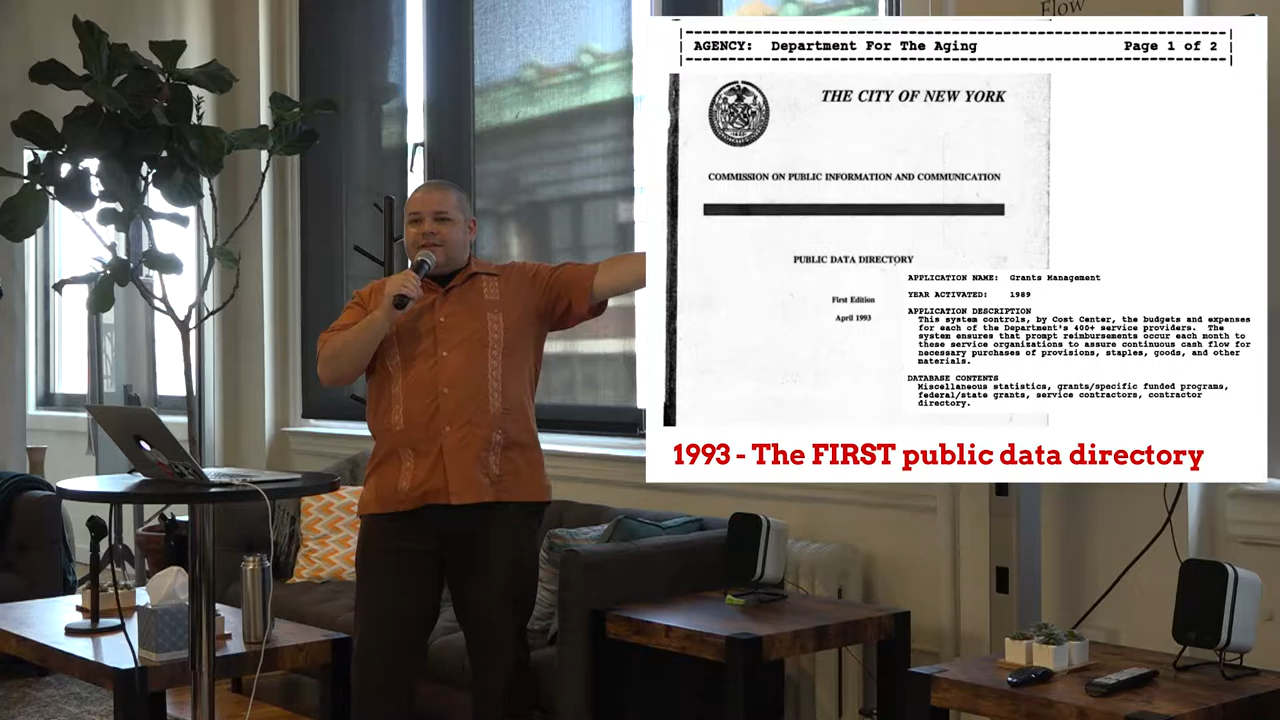 Flow
AGENCY: Department For The Aging Page 1 of 2
THE CITY OF NEW YORK
COMMISSION ON PUBLIC INFORMATION AND COMMUNICATION
PUBLIC DATA DIRECTORY
First Edition
April 1993
APPLICATION NAME: Grants Management
YEAR ACTIVATED: 1989
APPLICATION DESCRIPTION
This system controls, by Cost Center, the budgets and expenses
for each of the Department's 400+ service providers. The
system ensures that prompt reimbursements occur each month to
these service organizations to assure continuous cash flow for
necessary purchases of provisions, staples, goods, and other
materials.
DATABASE CONTENTS
Miscellaneous statistics, grants/specific funded programs,
federal/state grants, service contractors, contractor
directory.
1993 - The FIRST public data directory